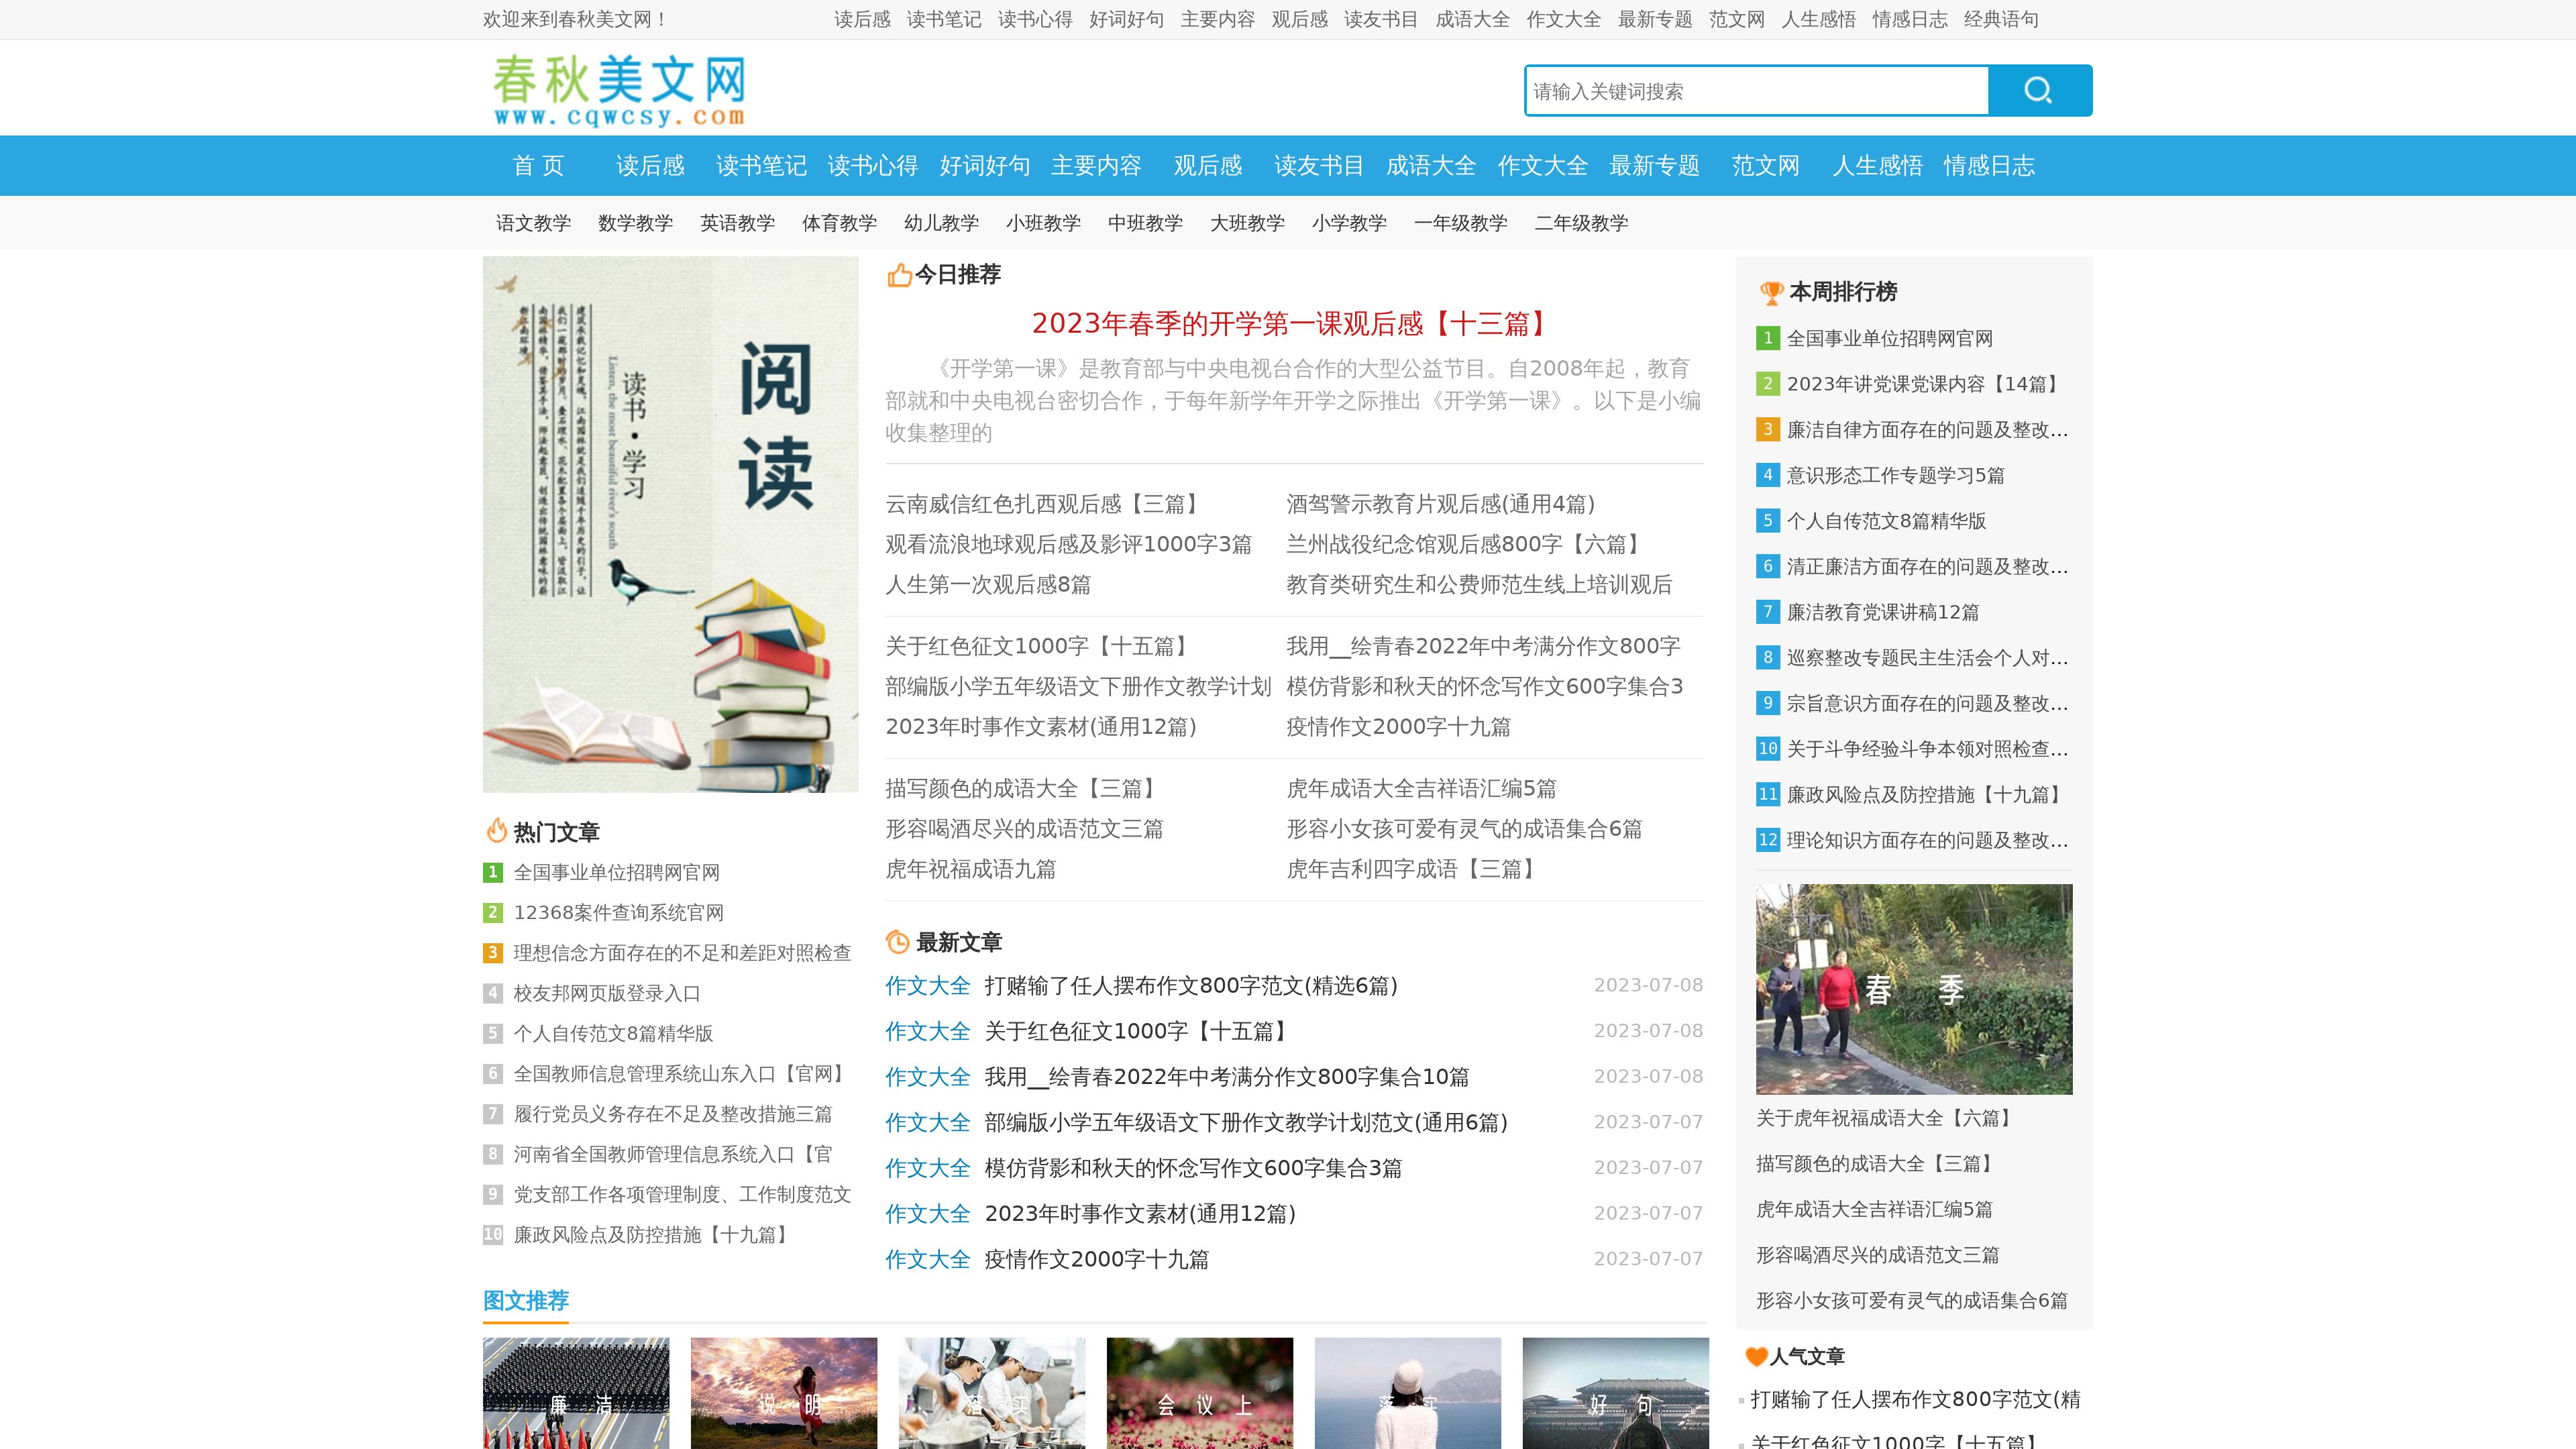 欢迎来到春秋美文网！
读后感 读书笔记 读书心得 好词好句 主要内容 观后感 读友书目 成语大全 作文大全 最新专题 范文网 人生感悟 情感日志 经典语句
春秋美文网
www.cqwcsy.com
请输入关键词搜索
首 页 读后感 读书笔记 读书心得 好词好句 主要内容 观后感 读友书目 成语大全 作文大全 最新专题 范文网 人生感悟 情感日志
语文教学 数学教学 英语教学 体育教学 幼儿教学 小班教学 中班教学 大班教学 小学教学 一年级教学 二年级教学
阅读
读书·学习
Listen, the most beautiful river's south
热门文章
1 全国事业单位招聘网官网
2 12368案件查询系统官网
3 理想信念方面存在的不足和差距对照检查
4 校友邦网页版登录入口
5 个人自传范文8篇精华版
6 全国教师信息管理系统山东入口【官网】
7 履行党员义务存在不足及整改措施三篇
8 河南省全国教师管理信息系统入口【官
9 党支部工作各项管理制度、工作制度范文
10 廉政风险点及防控措施【十九篇】
今日推荐
2023年春季的开学第一课观后感【十三篇】
《开学第一课》是教育部与中央电视台合作的大型公益节目。自2008年起，教育
部就和中央电视台密切合作，于每年新学年开学之际推出《开学第一课》。以下是小编
收集整理的
云南威信红色扎西观后感【三篇】 酒驾警示教育片观后感(通用4篇)
观看流浪地球观后感及影评1000字3篇 兰州战役纪念馆观后感800字【六篇】
人生第一次观后感8篇 教育类研究生和公费师范生线上培训观后
关于红色征文1000字【十五篇】 我用__绘青春2022年中考满分作文800字
部编版小学五年级语文下册作文教学计划 模仿背影和秋天的怀念写作文600字集合3
2023年时事作文素材(通用12篇) 疫情作文2000字十九篇
描写颜色的成语大全【三篇】 虎年成语大全吉祥语汇编5篇
形容喝酒尽兴的成语范文三篇 形容小女孩可爱有灵气的成语集合6篇
虎年祝福成语九篇 虎年吉利四字成语【三篇】
最新文章
作文大全 打赌输了任人摆布作文800字范文(精选6篇) 2023-07-08
作文大全 关于红色征文1000字【十五篇】 2023-07-08
作文大全 我用__绘青春2022年中考满分作文800字集合10篇 2023-07-08
作文大全 部编版小学五年级语文下册作文教学计划范文(通用6篇) 2023-07-07
作文大全 模仿背影和秋天的怀念写作文600字集合3篇 2023-07-07
作文大全 2023年时事作文素材(通用12篇) 2023-07-07
作文大全 疫情作文2000字十九篇 2023-07-07
本周排行榜
1 全国事业单位招聘网官网
2 2023年讲党课党课内容【14篇】
3 廉洁自律方面存在的问题及整改...
4 意识形态工作专题学习5篇
5 个人自传范文8篇精华版
6 清正廉洁方面存在的问题及整改...
7 廉洁教育党课讲稿12篇
8 巡察整改专题民主生活会个人对...
9 宗旨意识方面存在的问题及整改...
10 关于斗争经验斗争本领对照检查...
11 廉政风险点及防控措施【十九篇】
12 理论知识方面存在的问题及整改...
春 季
关于虎年祝福成语大全【六篇】
描写颜色的成语大全【三篇】
虎年成语大全吉祥语汇编5篇
形容喝酒尽兴的成语范文三篇
形容小女孩可爱有灵气的成语集合6篇
图文推荐
廉 洁
说 明
落 实
会 议 上
落 实
好 句
人气文章
打赌输了任人摆布作文800字范文(精
关于红色征文1000字【十五篇】